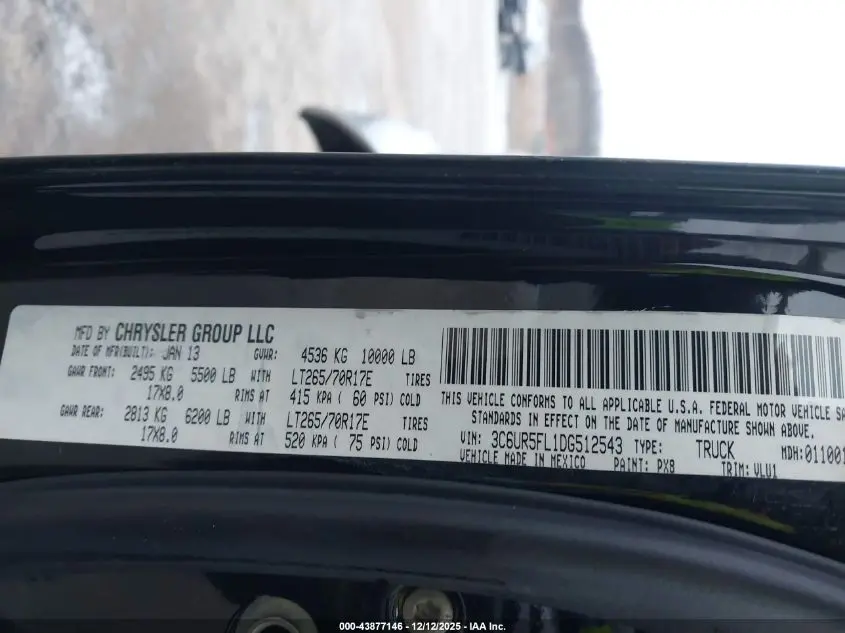 MFD BY CHRYSLER GROUP LLC
DATE OF MFR(BUILT): JAN 13 GVWR: 4536 KG 10000 LB
GAWR FRONT: 2495 KG 5500 LB WITH LT265/70R17E TIRES
17X8.0 RIMS AT 415 KPA ( 60 PSI) COLD
GAWR REAR: 2813 KG 6200 LB WITH LT265/70R17E TIRES
17X8.0 RIMS AT 520 KPA ( 75 PSI) COLD
THIS VEHICLE CONFORMS TO ALL APPLICABLE U.S.A. FEDERAL MOTOR VEHICLE SA
STANDARDS IN EFFECT ON THE DATE OF MANUFACTURE SHOWN ABOVE.
VIN: 3C6UR5FL1DG512543 TYPE: TRUCK MDH:011001
VEHICLE MADE IN MEXICO PAINT: PX8 TRIM: VLV1
000-43877146 - 12/12/2025 - IAA Inc.